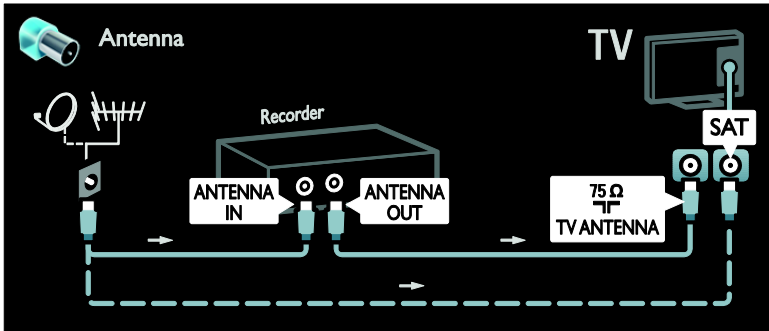 Antenna
TV
Recorder
SAT
ANTENNA
IN
ANTENNA
OUT
75 Ω
TV ANTENNA